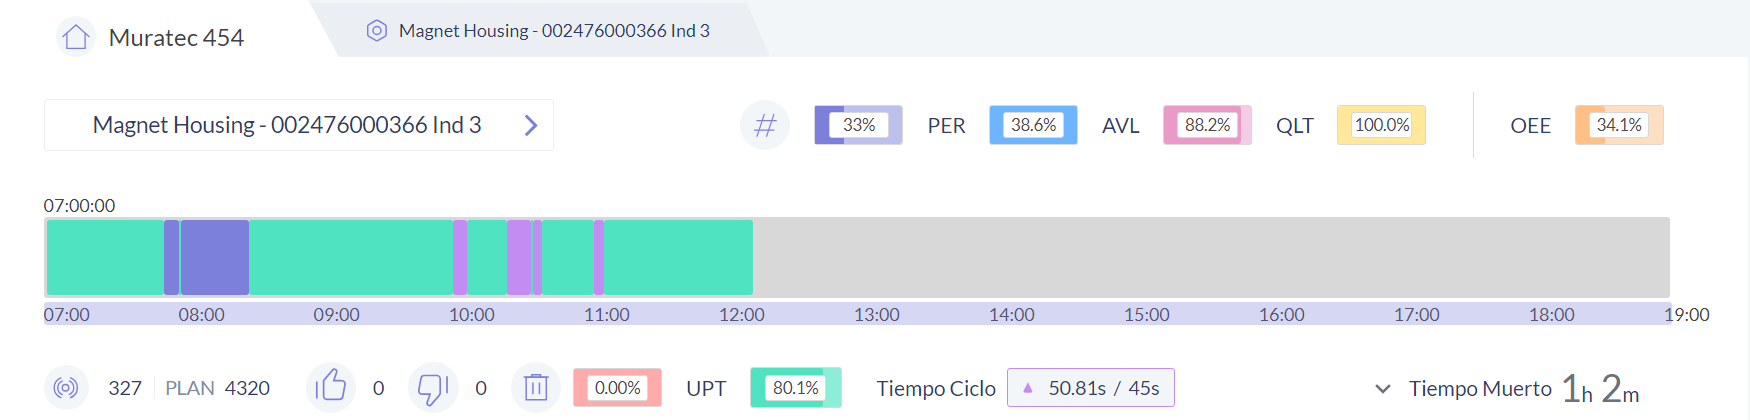 Muratec 454
Magnet Housing - 002476000366 Ind 3
Magnet Housing - 002476000366 Ind 3
# 33% PER 38.6% AVL 88.2% QLT 100.0% OEE 34.1%
07:00:00
07:00 08:00 09:00 10:00 11:00 12:00 13:00 14:00 15:00 16:00 17:00 18:00 19:00
327 PLAN 4320 0 0 0.00% UPT 80.1% Tiempo Ciclo 50.81s / 45s Tiempo Muerto 1h 2m